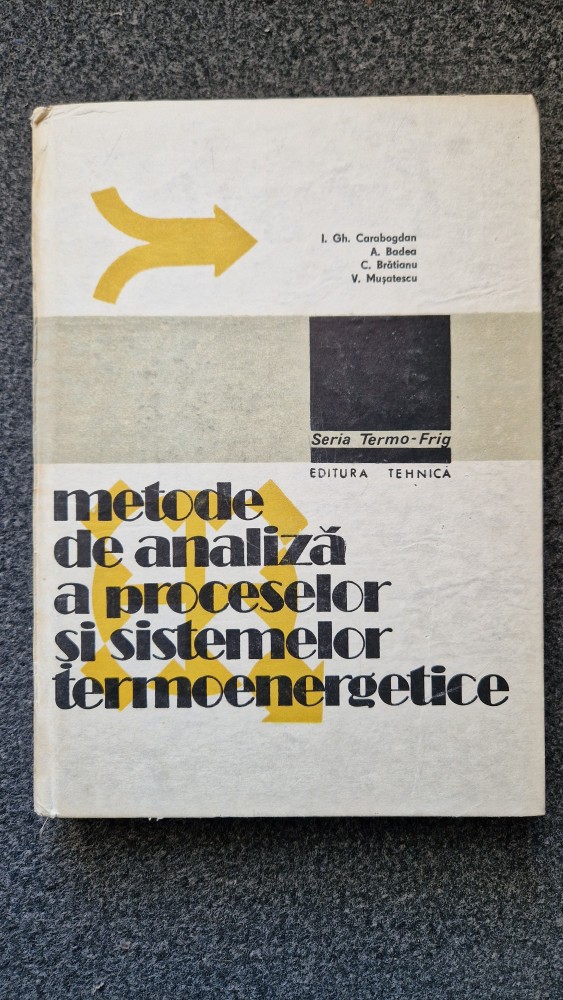 I. Gh. Carabogdan
A. Badea
C. Brătianu
V. Mușatescu
Seria Termo-Frig
EDITURA TEHNICĂ
metode
de analiză
a proceselor
și sistemelor
termoenergetice